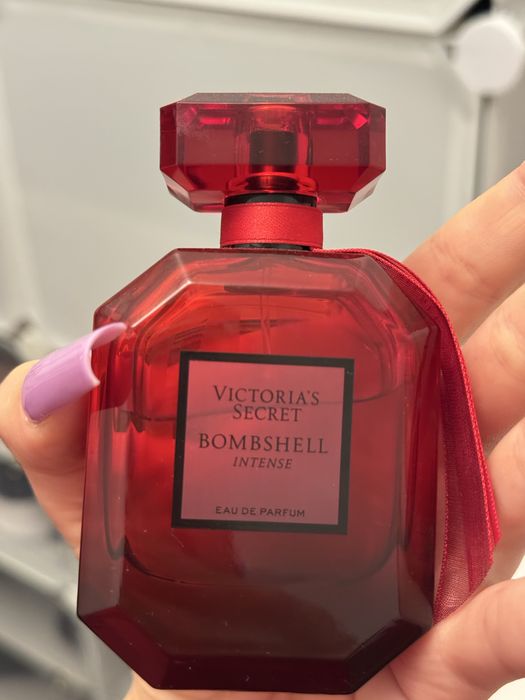 VICTORIA'S
SECRET
BOMBSHELL
INTENSE
EAU DE PARFUM